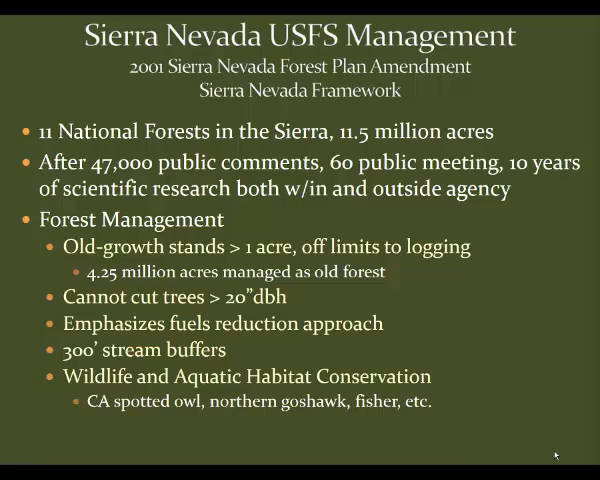 Sierra Nevada USFS Management
2001 Sierra Nevada Forest Plan Amendment
Sierra Nevada Framework
• 11 National Forests in the Sierra, 11.5 million acres
• After 47,000 public comments, 60 public meeting, 10 years
of scientific research both w/in and outside agency
• Forest Management
• Old-growth stands > 1 acre, off limits to logging
• 4.25 million acres managed as old forest
• Cannot cut trees > 20”dbh
• Emphasizes fuels reduction approach
• 300’ stream buffers
• Wildlife and Aquatic Habitat Conservation
• CA spotted owl, northern goshawk, fisher, etc.